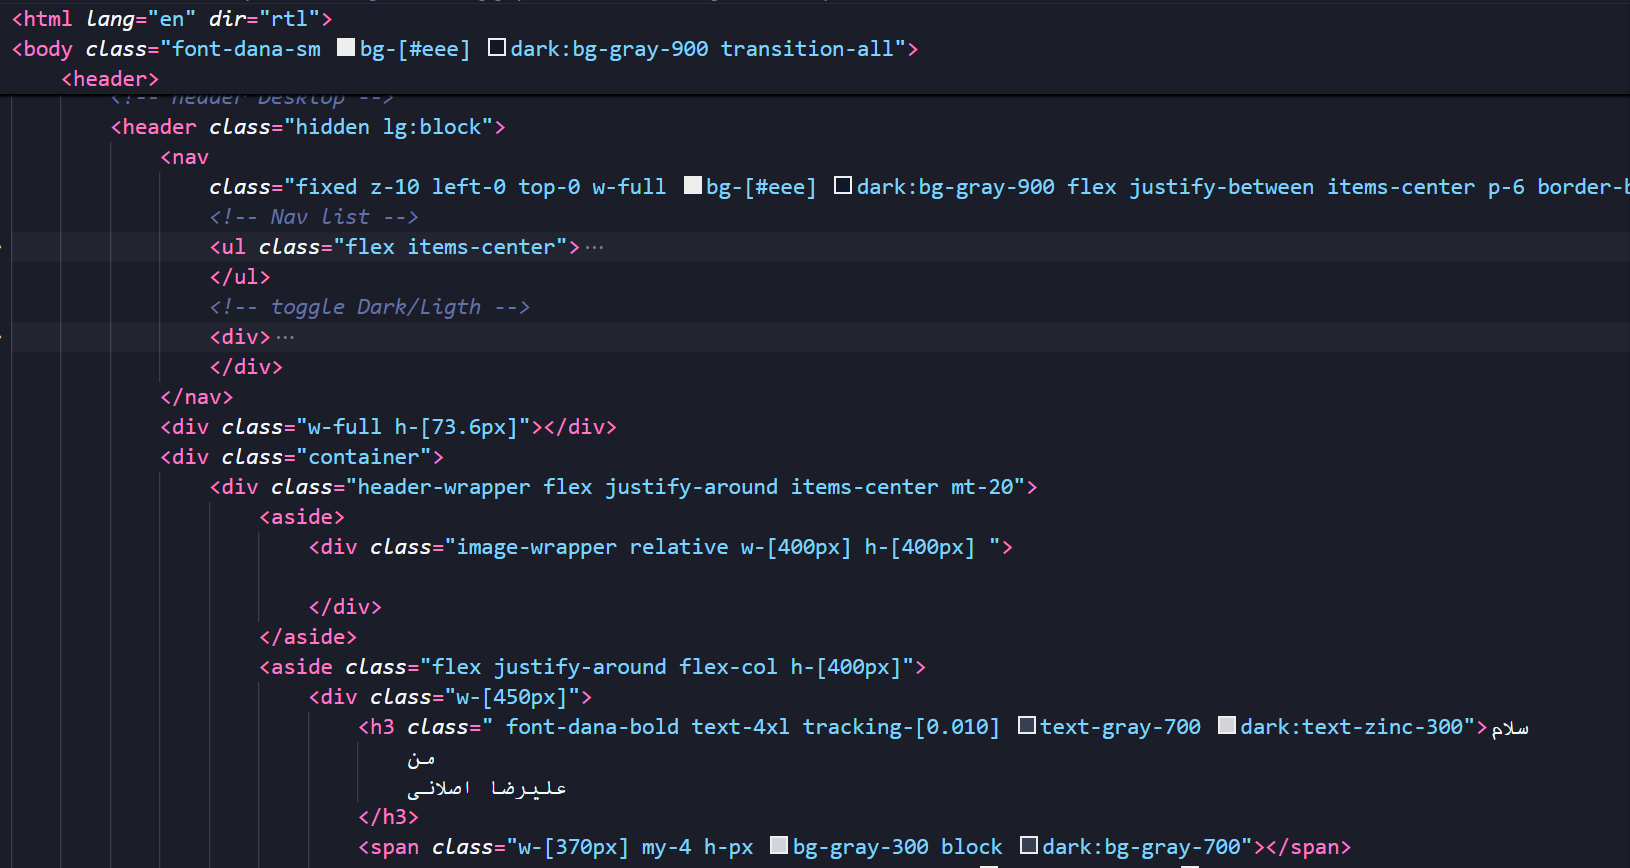 <html lang="en" dir="rtl">
<body class="font-dana-sm bg-[#eee] dark:bg-gray-900 transition-all">
<header>
<!-- header Desktop -->
<header class="hidden lg:block">
<nav
class="fixed z-10 left-0 top-0 w-full bg-[#eee] dark:bg-gray-900 flex justify-between items-center p-6 border-b
<!-- Nav list -->
<ul class="flex items-center">···
</ul>
<!-- toggle Dark/Ligth -->
<div>···
</div>
</nav>
<div class="w-full h-[73.6px]"></div>
<div class="container">
<div class="header-wrapper flex justify-around items-center mt-20">
<aside>
<div class="image-wrapper relative w-[400px] h-[400px] ">
</div>
</aside>
<aside class="flex justify-around flex-col h-[400px]">
<div class="w-[450px]">
<h3 class=" font-dana-bold text-4xl tracking-[0.010] text-gray-700 dark:text-zinc-300">سلام
من
علیرضا اصلانی
</h3>
<span class="w-[370px] my-4 h-px bg-gray-300 block dark:bg-gray-700"></span>